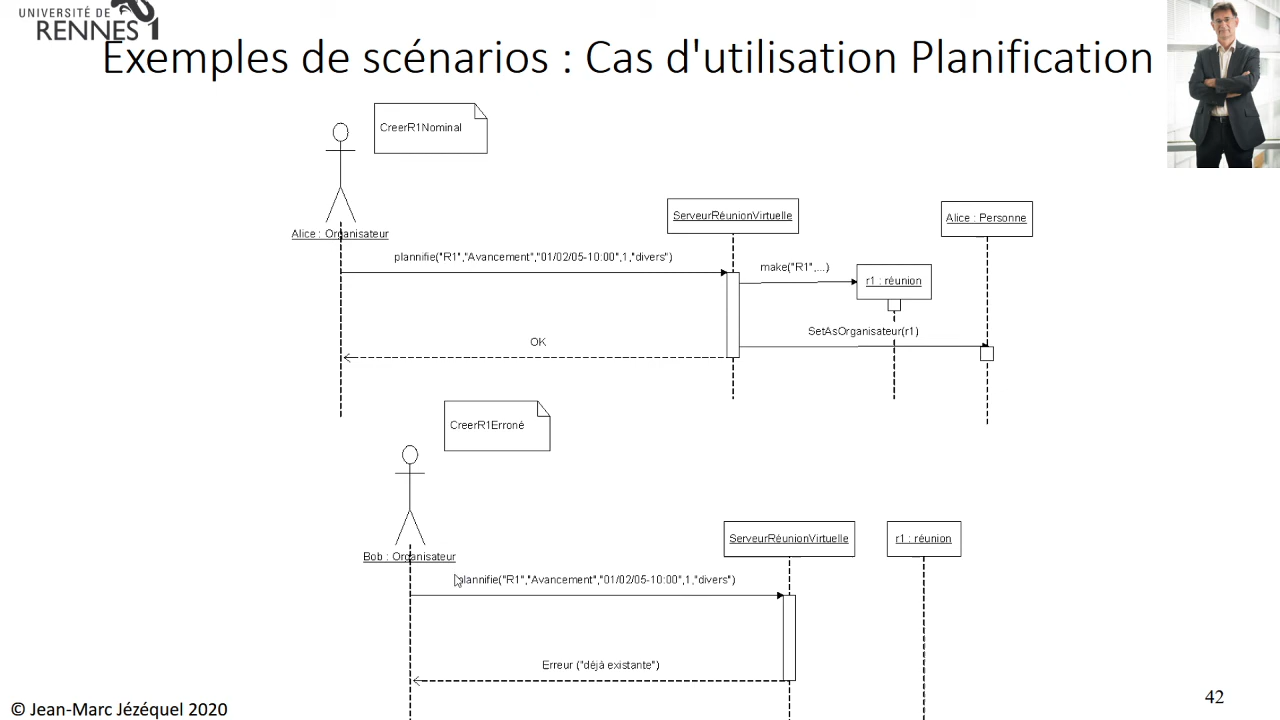 UNIVERSITÉ DE
RENNES 1
Exemples de scénarios : Cas d'utilisation Planification
CreerR1Nominal
Alice : Organisateur
ServeurRéunionVirtuelle
Alice : Personne
plannifie("R1","Avancement","01/02/05-10:00",1,"divers")
make("R1",...)
r1 : réunion
SetAsOrganisateur(r1)
OK
CreerR1Erroné
Bob : Organisateur
ServeurRéunionVirtuelle
r1 : réunion
plannifie("R1","Avancement","01/02/05-10:00",1,"divers")
Erreur ("déjà existante")
© Jean-Marc Jézéquel 2020
42